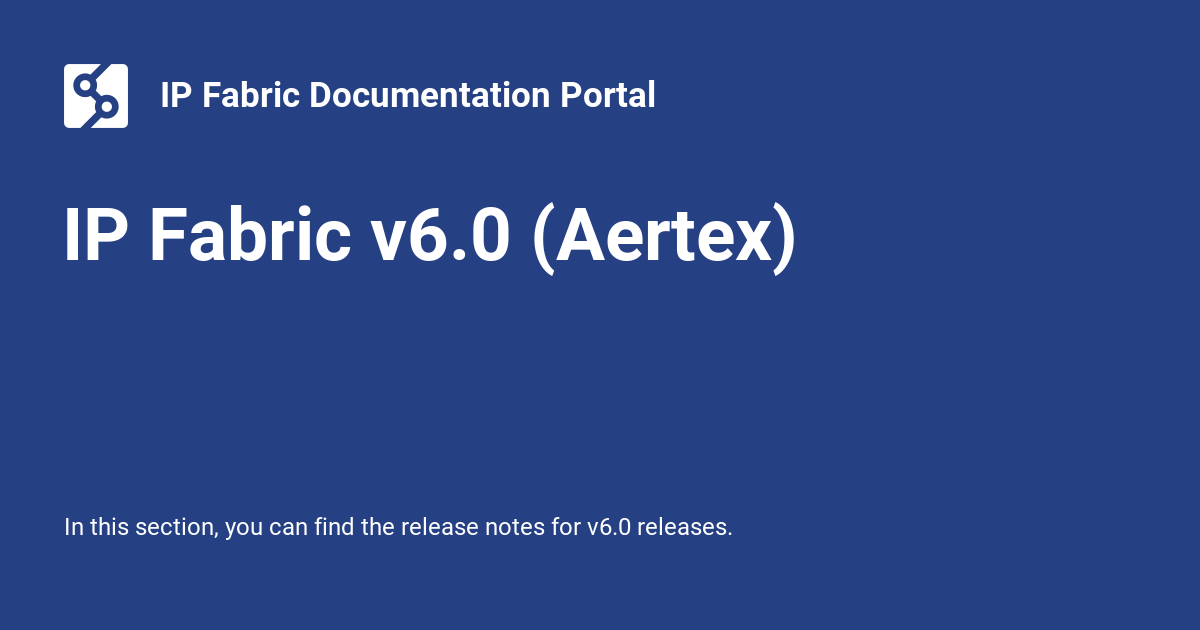 IP Fabric Documentation Portal
IP Fabric v6.0 (Aertex)
In this section, you can find the release notes for v6.0 releases.